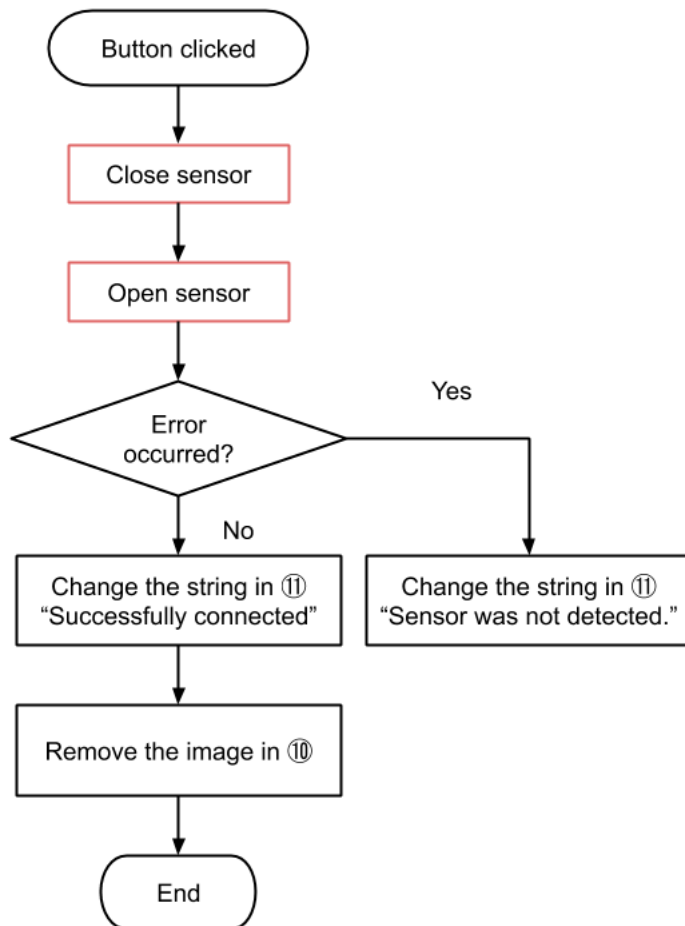 Button clicked
Close sensor
Open sensor
Error
occurred?
Yes
No
Change the string in ⑪
“Successfully connected”
Change the string in ⑪
“Sensor was not detected.”
Remove the image in ⑩
End